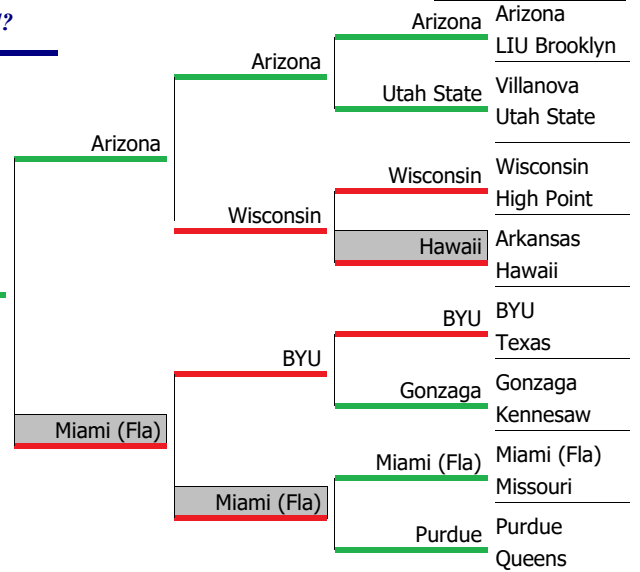 ?
Arizona
LIU Brooklyn
Villanova
Utah State
Wisconsin
High Point
Arkansas
Hawaii
BYU
Texas
Gonzaga
Kennesaw
Miami (Fla)
Missouri
Purdue
Queens
Arizona
Utah State
Wisconsin
Hawaii
BYU
Gonzaga
Miami (Fla)
Purdue
Arizona
Wisconsin
BYU
Miami (Fla)
Arizona
Miami (Fla)